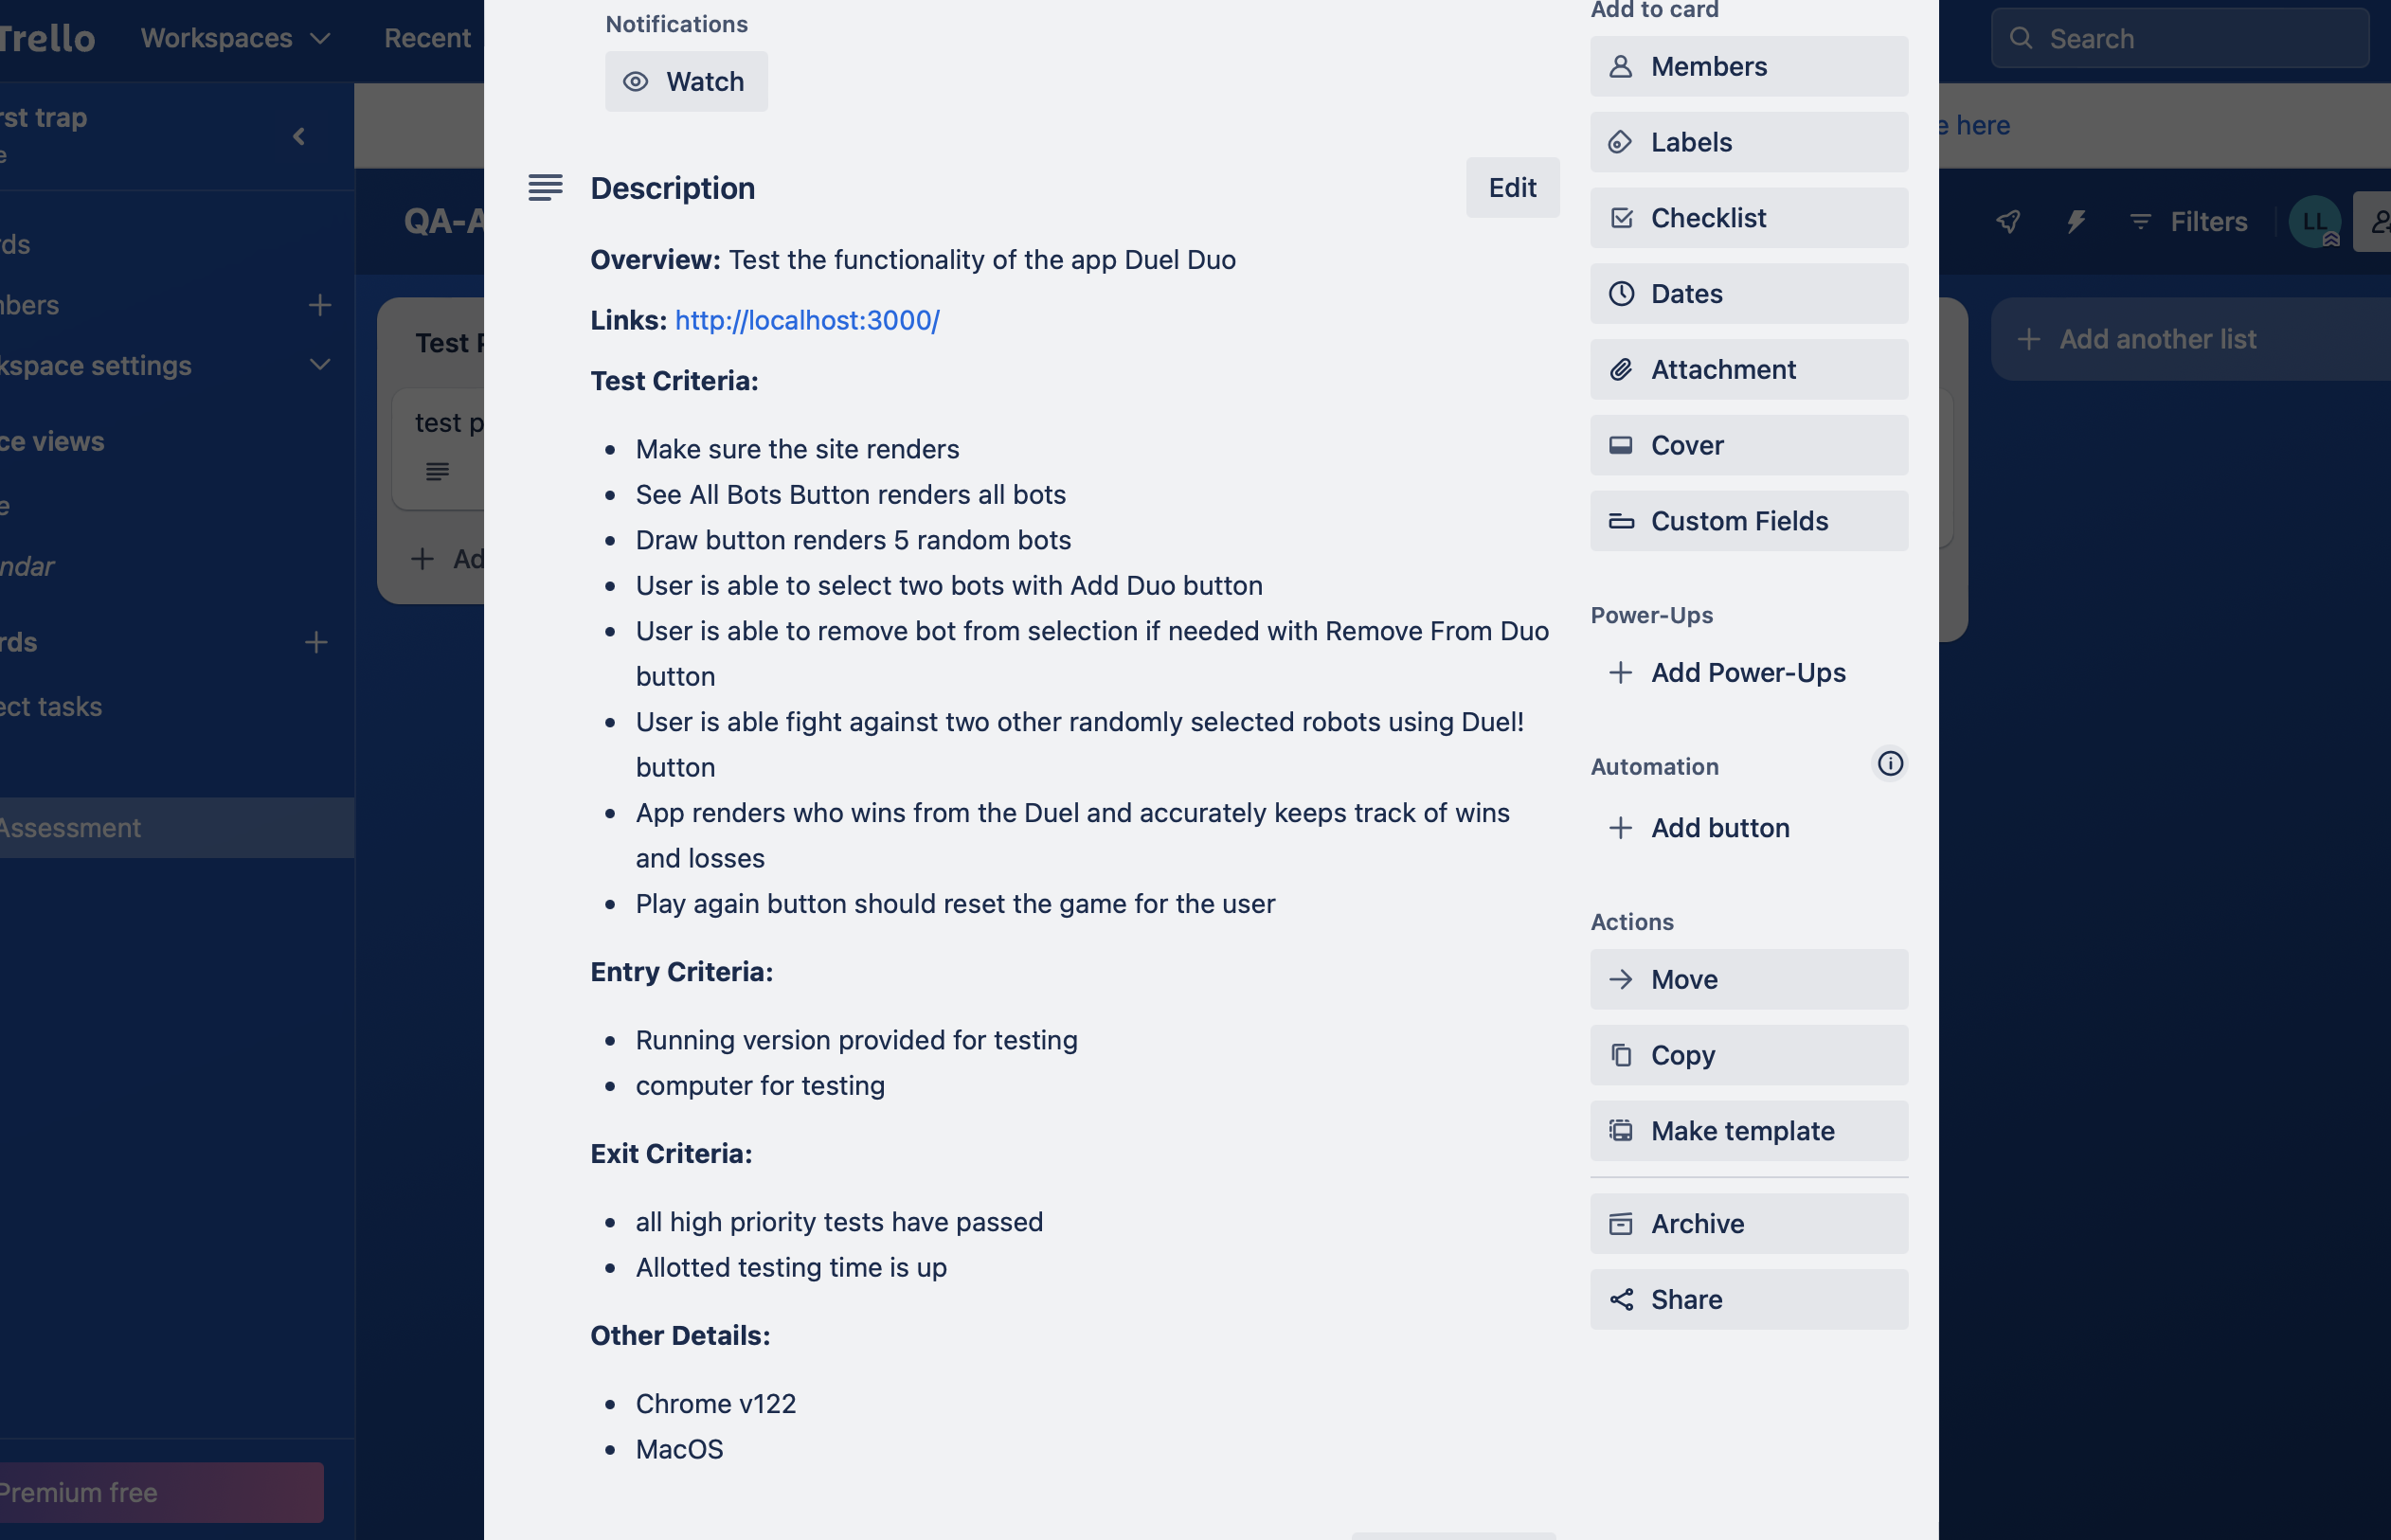 Trello
Workspaces
Recent
Search
rst trap
e
ds
bers
kspace settings
ce views
e
ndar
rds
ect tasks
Assessment
Premium free
QA-A
Test P
test p
Ad
Notifications
Watch
Description
Edit
Overview: Test the functionality of the app Duel Duo
Links: http://localhost:3000/
Test Criteria:
Make sure the site renders
See All Bots Button renders all bots
Draw button renders 5 random bots
User is able to select two bots with Add Duo button
User is able to remove bot from selection if needed with Remove From Duo
button
User is able fight against two other randomly selected robots using Duel!
button
App renders who wins from the Duel and accurately keeps track of wins
and losses
Play again button should reset the game for the user
Entry Criteria:
Running version provided for testing
computer for testing
Exit Criteria:
all high priority tests have passed
Allotted testing time is up
Other Details:
Chrome v122
MacOS
Add to card
Members
Labels
Checklist
Dates
Attachment
Cover
Custom Fields
Power-Ups
Add Power-Ups
Automation
Add button
Actions
Move
Copy
Make template
Archive
Share
e here
Filters
LL
Add another list